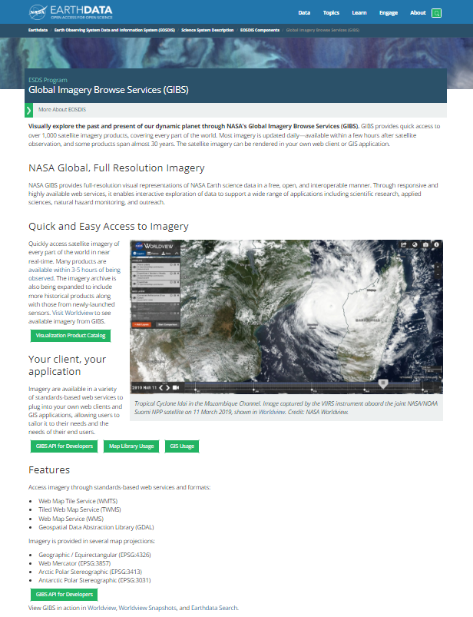 EARTHDATA
OPEN ACCESS FOR OPEN SCIENCE
Data Topics Learn Engage About
Earthdata Earth Observing System Data and Information System (EOSDIS) Science System Description EOSDIS Components Global Imagery Browse Services (GIBS)
ESDS Program
Global Imagery Browse Services (GIBS)
More About EOSDIS
Visually explore the past and present of our dynamic planet through NASA's Global Imagery Browse Services (GIBS). GIBS provides quick access to
over 1,000 satellite imagery products, covering every part of the world. Most imagery is updated daily—available within a few hours after satellite
observation, and some products span almost 30 years. The satellite imagery can be rendered in your own web client or GIS application.
NASA Global, Full Resolution Imagery
NASA GIBS provides full-resolution visual representations of NASA Earth science data in a free, open, and interoperable manner. Through responsive and
highly available web services, it enables interactive exploration of data to support a wide range of applications including scientific research, applied
sciences, natural hazard monitoring, and outreach.
Quick and Easy Access to Imagery
Quickly access satellite imagery of
every part of the world in near
real-time. Many products are
available within 3-5 hours of being
observed. The imagery archive is
also being expanded to include
more historical products along
with those from newly-launched
sensors. Visit Worldview to see
available imagery from GIBS.
Visualization Product Catalog
WORLDVIEW
2019 MAR 11
Tropical Cyclone Idai in the Mozambique Channel. Image captured by the VIIRS instrument aboard the joint NASA/NOAA
Suomi NPP satellite on 11 March 2019, shown in Worldview. Credit: NASA Worldview.
Your client, your
application
Imagery are available in a variety
of standards-based web services to
plug into your own web clients and
GIS applications, allowing users to
tailor it to their needs and the
needs of their end users.
GIBS API for Developers Map Library Usage GIS Usage
Features
Access imagery through standards-based web services and formats:
Web Map Tile Service (WMTS)
Tiled Web Map Service (TWMS)
Web Map Service (WMS)
Geospatial Data Abstraction Library (GDAL)
Imagery is provided in several map projections:
Geographic / Equirectangular (EPSG:4326)
Web Mercator (EPSG:3857)
Arctic Polar Stereographic (EPSG:3413)
Antarctic Polar Stereographic (EPSG:3031)
GIBS API for Developers
View GIBS in action in Worldview, Worldview Snapshots, and Earthdata Search.